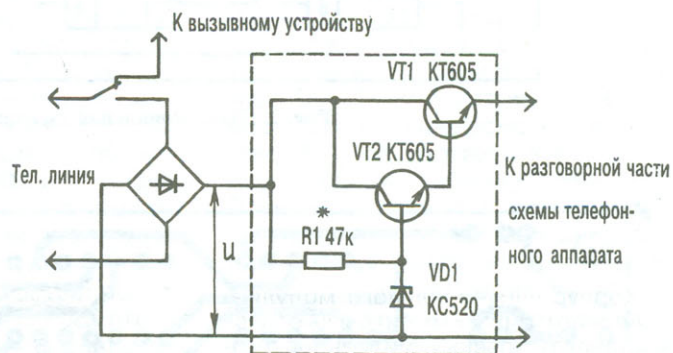 К вызывному устройству
VT1 КТ605
VT2 КТ605
Тел. линия
К разговорной части
схемы телефон-
ного аппарата
u
*
R1 47к
VD1
КС520